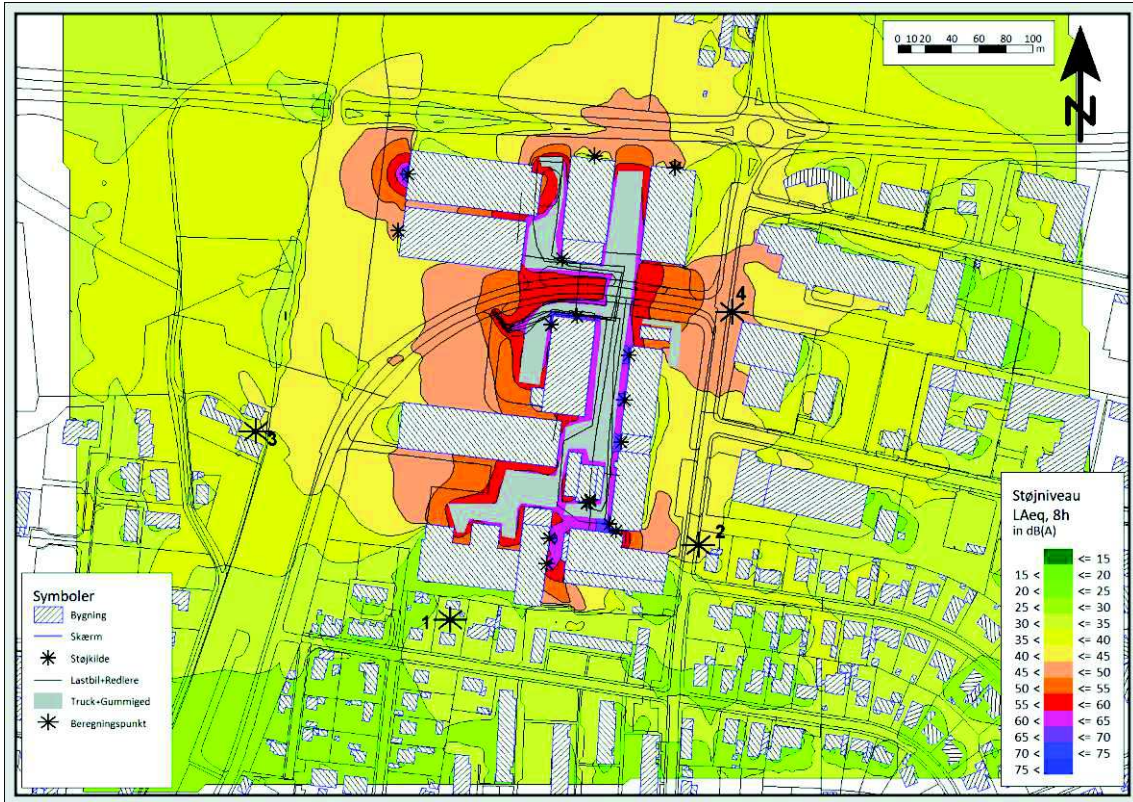 0 10 20 40 60 80 100
m
N
4
3
2
1
Symboler
Bygning
Skærm
Støjkilde
Lastbil+Redlere
Truck+Gummiged
Beregningspunkt
Støjniveau
LAeq, 8h
in dB(A)
<= 15
15 < <= 20
20 < <= 25
25 < <= 30
30 < <= 35
35 < <= 40
40 < <= 45
45 < <= 50
50 < <= 55
55 < <= 60
60 < <= 65
65 < <= 70
70 < <= 75
75 <